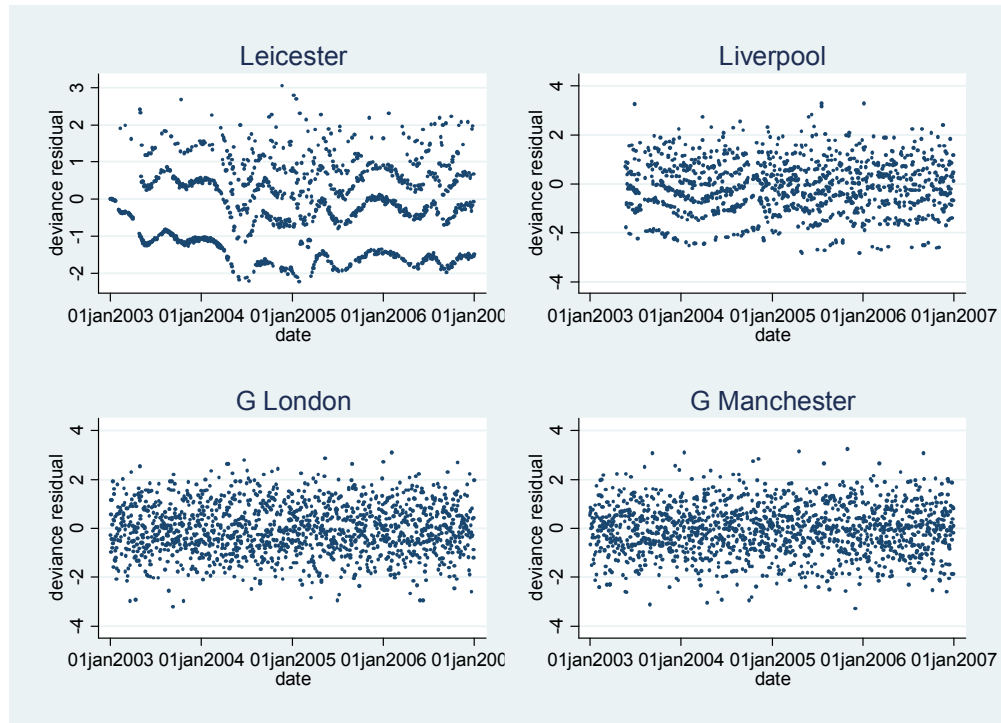 Leicester
deviance residual
3
2
1
0
-1
-2
01jan2003 01jan2004 01jan2005 01jan2006 01jan200
date
Liverpool
deviance residual
4
2
0
-2
-4
01jan2003 01jan2004 01jan2005 01jan2006 01jan2007
date
G London
deviance residual
4
2
0
-2
-4
01jan2003 01jan2004 01jan2005 01jan2006 01jan200
date
G Manchester
deviance residual
4
2
0
-2
-4
01jan2003 01jan2004 01jan2005 01jan2006 01jan2007
date